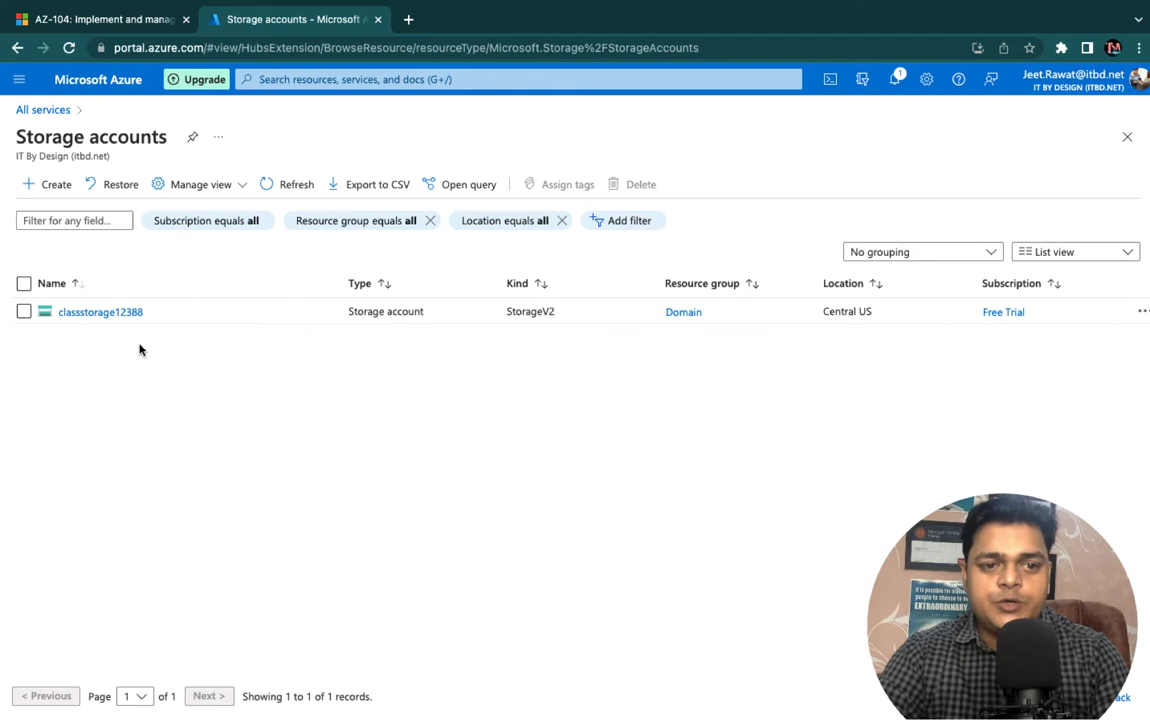 AZ-104: Implement and manag
Storage accounts - Microsoft A
portal.azure.com/#view/HubsExtension/BrowseResource/resourceType/Microsoft.Storage%2FStorageAccounts
Microsoft Azure
Upgrade
Search resources, services, and docs (G+/)
1
Jeet.Rawat@itbd.net
IT BY DESIGN (ITBD.NET)
All services >
Storage accounts
IT By Design (itbd.net)
Create Restore Manage view Refresh Export to CSV Open query Assign tags Delete
Filter for any field... Subscription equals all Resource group equals all Location equals all Add filter
No grouping List view
Name Type Kind Resource group Location Subscription
classstorage12388 Storage account StorageV2 Domain Central US Free Trial
EXTRAORDINARY
< Previous Page 1 of 1 Next > Showing 1 to 1 of 1 records.